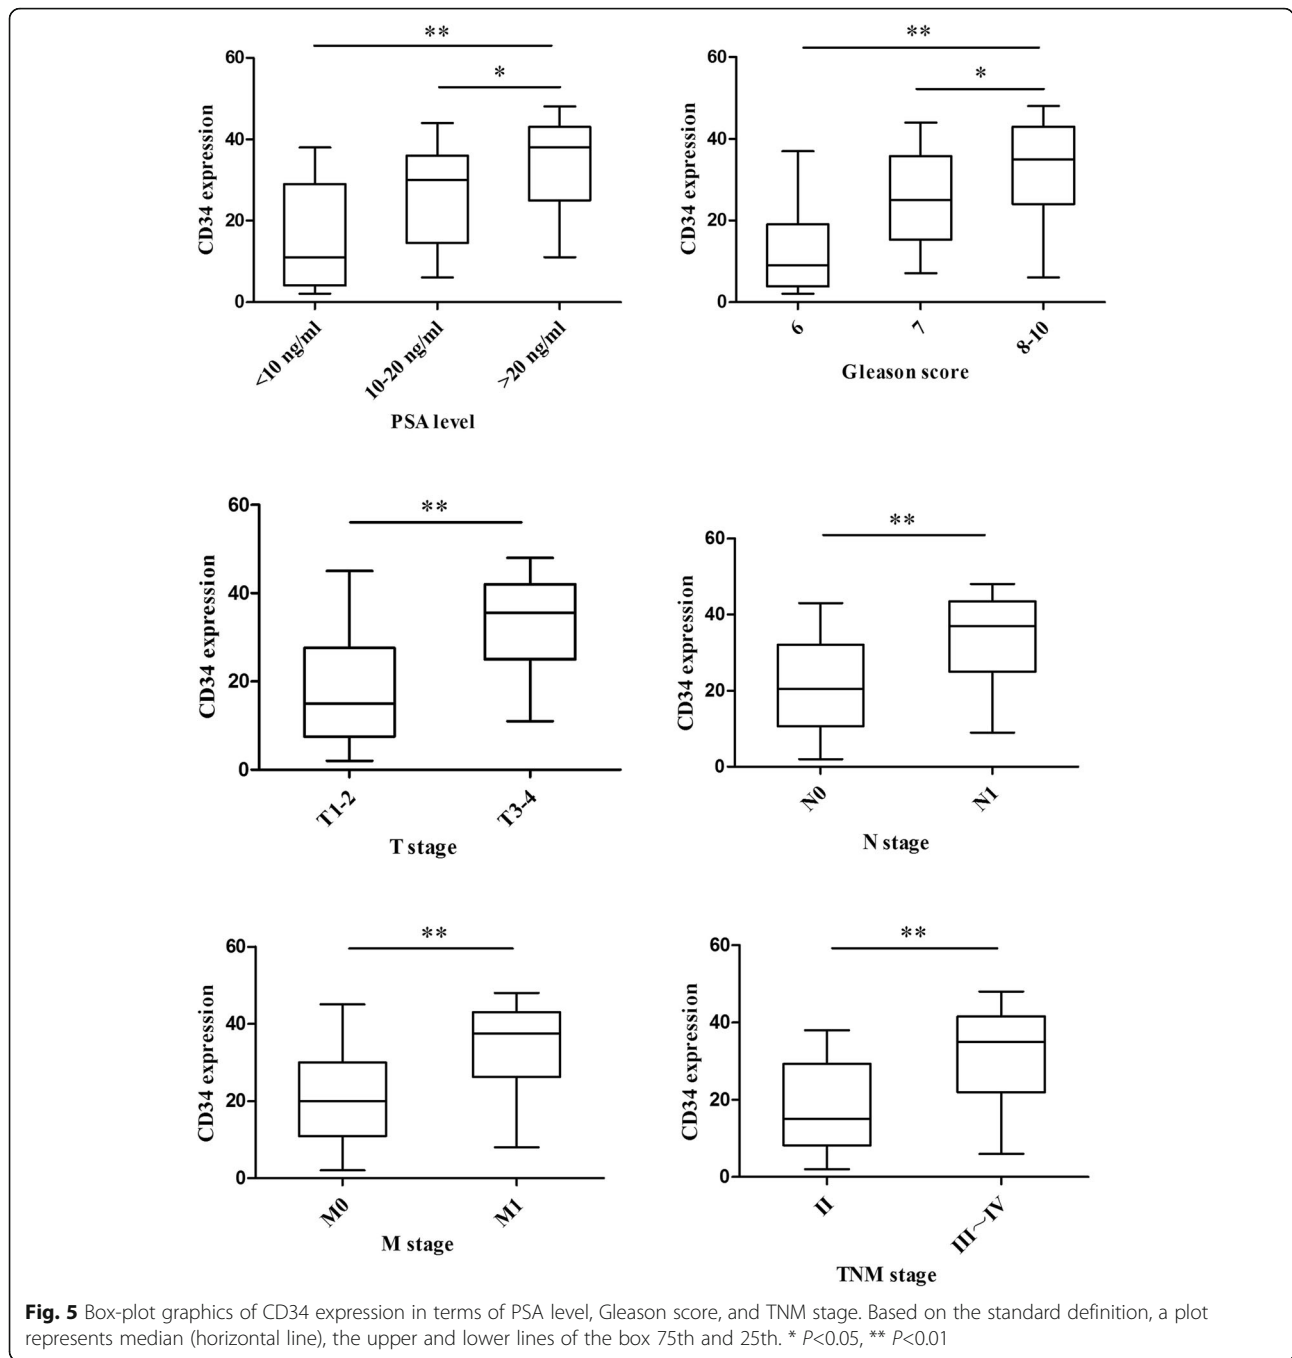 **
*
60
40
20
0
CD34 expression
<10 ng/ml
10-20 ng/ml
>20 ng/ml
PSA level
**
*
60
40
20
0
CD34 expression
6
7
8-10
Gleason score
**
60
40
20
0
CD34 expression
T1-2
T3-4
T stage
**
60
40
20
0
CD34 expression
N0
N1
N stage
**
60
40
20
0
CD34 expression
M0
M1
M stage
**
60
40
20
0
CD34 expression
II
III~IV
TNM stage
Fig. 5 Box-plot graphics of CD34 expression in terms of PSA level, Gleason score, and TNM stage. Based on the standard definition, a plot
represents median (horizontal line), the upper and lower lines of the box 75th and 25th. * P<0.05, ** P<0.01